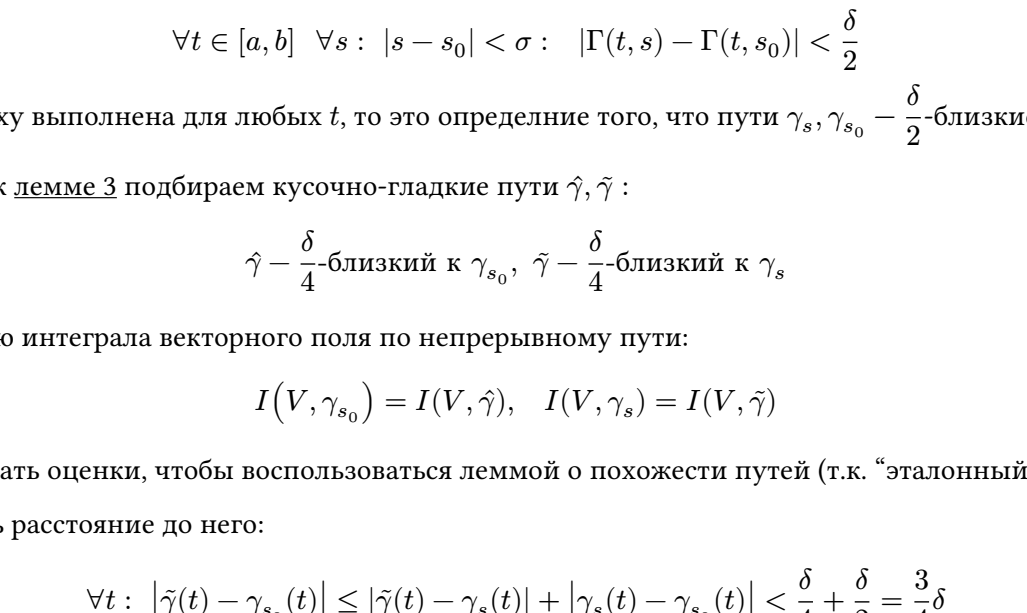 ∀t ∈ [a, b] ∀s : |s − s₀| < σ : |Γ(t, s) − Γ(t, s₀)| < δ/2
ху выполнена для любых t, то это определние того, что пути γ_s, γ_{s₀} − δ/2-близки
к лемме 3 подбираем кусочно-гладкие пути γ̂, γ̃ :
γ̂ − δ/4-близкий к γ_{s₀}, γ̃ − δ/4-близкий к γ_s
ю интеграла векторного поля по непрерывному пути:
I(V, γ_{s₀}) = I(V, γ̂), I(V, γ_s) = I(V, γ̃)
ать оценки, чтобы воспользоваться леммой о похожести путей (т.к. “эталонный
ь расстояние до него:
∀t : |γ̃(t) − γ_{s₀}(t)| ≤ |γ̃(t) − γ_s(t)| + |γ_s(t) − γ_{s₀}(t)| < δ/4 + δ/2 = 3/4 δ